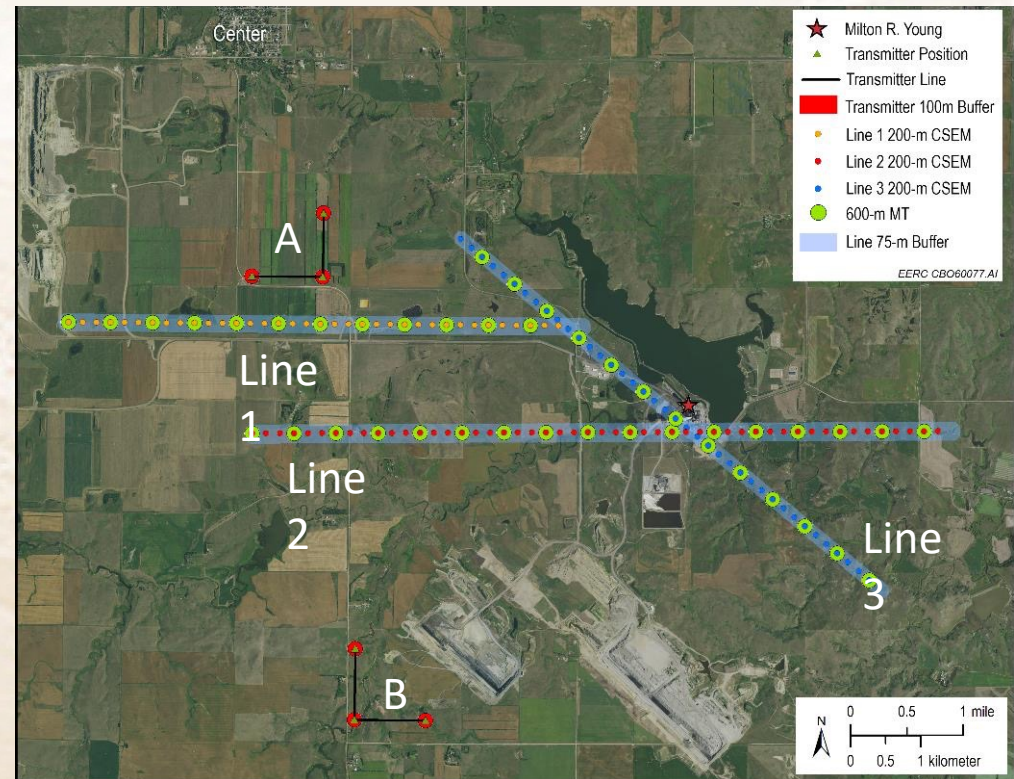 Center
Milton R. Young
Transmitter Position
Transmitter Line
Transmitter 100m Buffer
Line 1 200-m CSEM
Line 2 200-m CSEM
Line 3 200-m CSEM
600-m MT
Line 75-m Buffer
EERC CBO60077.AI
A
Line
1
Line
2
Line
3
B
N
0 0.5 1 mile
0 0.5 1 kilometer